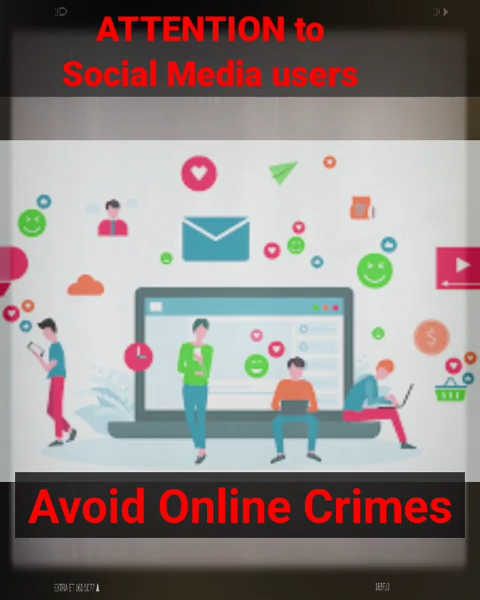 ATTENTION to
Social Media users
$
Avoid Online Crimes